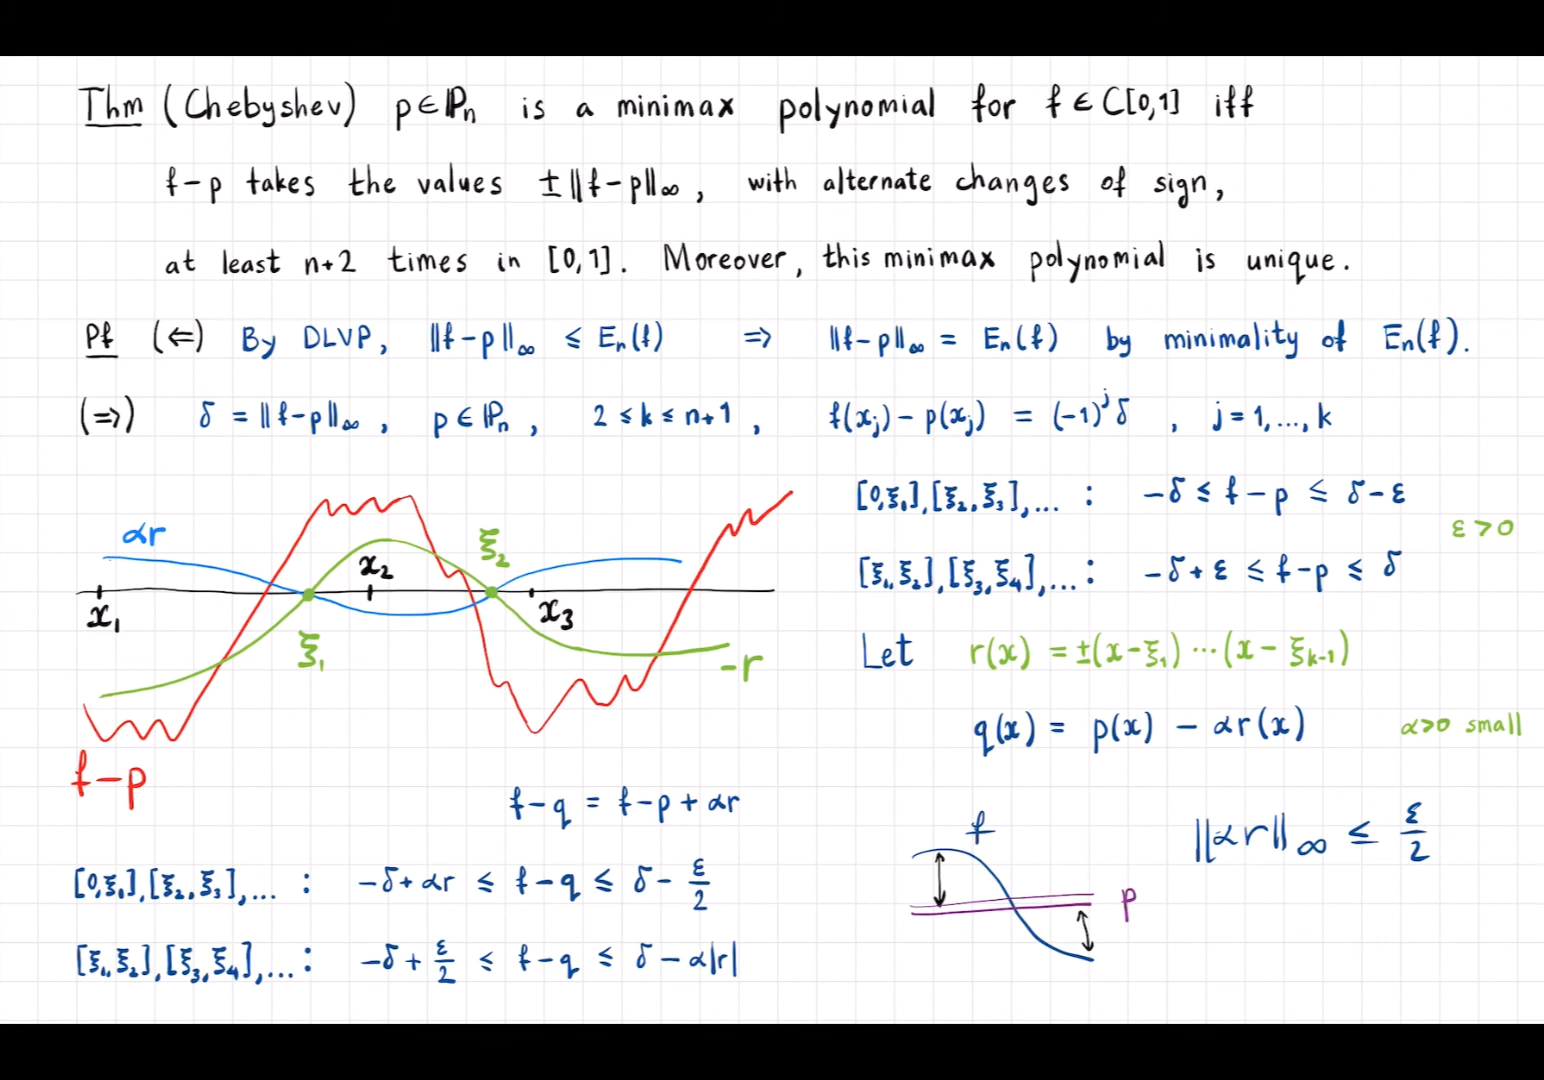 Thm (Chebyshev) p∈ℙₙ is a minimax polynomial for f ∈ C[0,1] iff
f-p takes the values ±‖f-p‖∞, with alternate changes of sign,
at least n+2 times in [0,1]. Moreover, this minimax polynomial is unique.
Pf (⇐) By DLVP, ‖f-p‖∞ ≤ Eₙ(f) ⇒ ‖f-p‖∞ = Eₙ(f) by minimality of Eₙ(f).
(⇒) δ = ‖f-p‖∞, p∈ℙₙ, 2 ≤ k ≤ n+1, f(xⱼ) - p(xⱼ) = (-1)ʲδ, j = 1, ..., k
[0,ξ₁],[ξ₂,ξ₃],... : -δ ≤ f-p ≤ δ-ε
ε>0
[ξ₁,ξ₂],[ξ₃,ξ₄],... : -δ+ε ≤ f-p ≤ δ
αr
ξ₂
x₂
x₁
x₃
ξ₁
-r
f-p
Let r(x) = ±(x-ξ₁)⋯(x-ξₖ₋₁)
q(x) = p(x) - αr(x) α>0 small
f-q = f-p+αr
f
p
‖αr‖∞ ≤ ε/2
[0,ξ₁],[ξ₂,ξ₃],... : -δ+αr ≤ f-q ≤ δ-ε/2
[ξ₁,ξ₂],[ξ₃,ξ₄],... : -δ+ε/2 ≤ f-q ≤ δ-α|r|